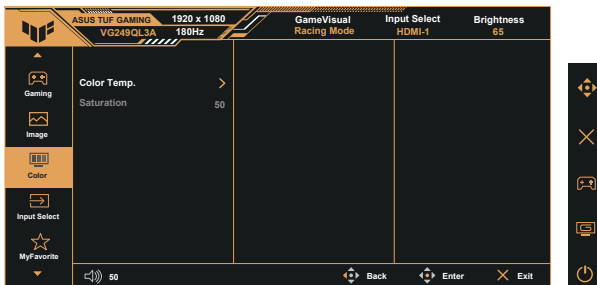 ASUS TUF GAMING 1920 x 1080 GameVisual Input Select Brightness
VG249QL3A 180Hz Racing Mode HDMI-1 65
Gaming
Image
Color
Input Select
MyFavorite
Color Temp.
Saturation 50
50 Back Enter Exit